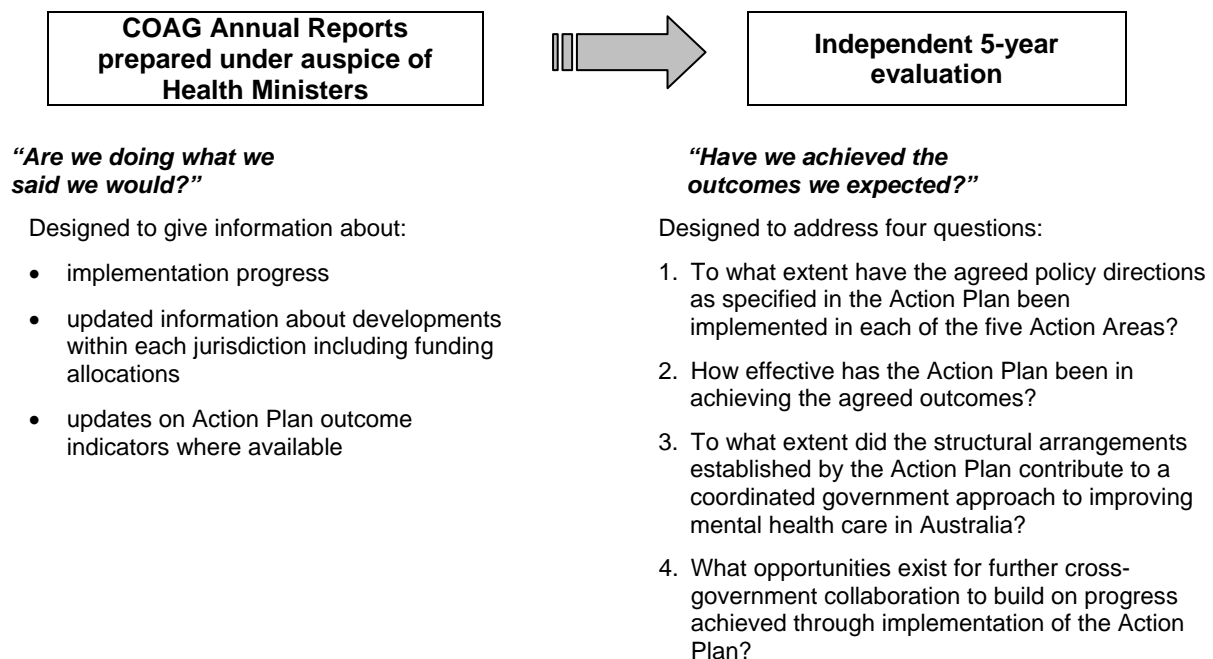 COAG Annual Reports
prepared under auspice of
Health Ministers
"Are we doing what we
said we would?"
Designed to give information about:
• implementation progress
• updated information about developments
within each jurisdiction including funding
allocations
• updates on Action Plan outcome
indicators where available
Independent 5-year
evaluation
"Have we achieved the
outcomes we expected?"
Designed to address four questions:
1. To what extent have the agreed policy directions
as specified in the Action Plan been
implemented in each of the five Action Areas?
2. How effective has the Action Plan been in
achieving the agreed outcomes?
3. To what extent did the structural arrangements
established by the Action Plan contribute to a
coordinated government approach to improving
mental health care in Australia?
4. What opportunities exist for further cross-
government collaboration to build on progress
achieved through implementation of the Action
Plan?